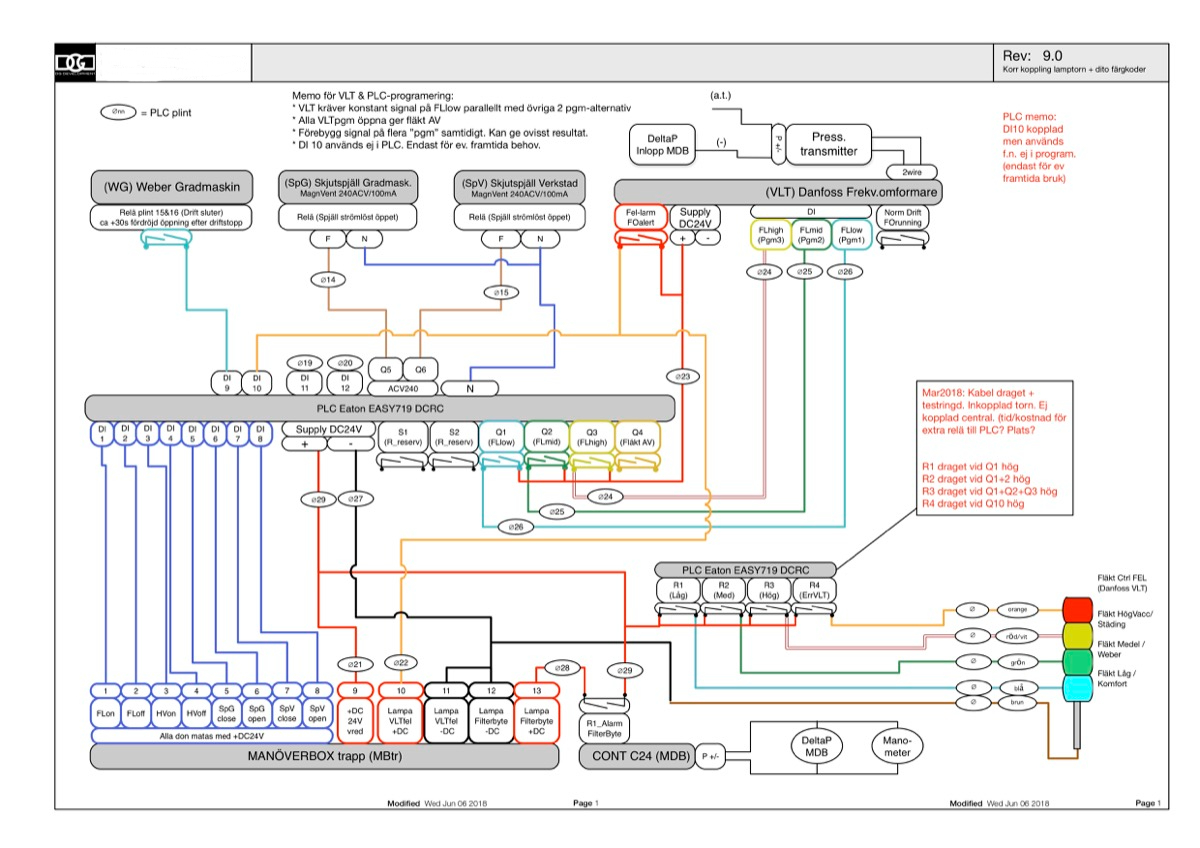 DOG
Rev: 9.0
Korr koppling lamptorn + dito färgkoder
Ønn = PLC plint
Memo för VLT & PLC-programering:
* VLT kräver konstant signal på FLlow parallellt med övriga 2 pgm-alternativ
* Alla VLTpgm öppna ger fläkt AV
* Förebygg signal på flera "pgm" samtidigt. Kan ge ovisst resultat.
* DI 10 används ej i PLC. Endast för ev. framtida behov.
(a.t.)
DeltaP
Inlopp MDB
(-)
P +/-
Press.
transmitter
2wire
PLC memo:
DI10 kopplad
men används
f.n. ej i program.
(endast för ev
framtida bruk)
(WG) Weber Gradmaskin
Relä plint 15&16 (Drift sluter)
ca +30s fördröjd öppning efter driftstopp
(SpG) Skjutspjäll Gradmask.
MagnVent 240ACV/100mA
Relä (Spjäll strömlöst öppet)
F N
(SpV) Skjutspjäll Verkstad
MagnVent 240ACV/100mA
Relä (Spjäll strömlöst öppet)
F N
(VLT) Danfoss Frekv.omformare
Fel-larm
FOalert
Supply
DC24V
+ -
DI
FLhigh
(Pgm3)
FLmid
(Pgm2)
FLlow
(Pgm1)
Norm Drift
FOrunning
ø14
ø15
ø24
ø25
ø26
ø23
DI
9
DI
10
ø19
DI
11
ø20
DI
12
Q5
Q6
ACV240
N
PLC Eaton EASY719 DCRC
DI
1
DI
2
DI
3
DI
4
DI
5
DI
6
DI
7
DI
8
Supply DC24V
+ -
S1
(R_reserv)
S2
(R_reserv)
Q1
(FLlow)
Q2
(FLmid)
Q3
(FLhigh)
Q4
(Fläkt AV)
ø29
ø27
ø24
ø25
ø26
Mar2018: Kabel draget +
testringd. Inkopplad torn. Ej
kopplad central. (tid/kostnad för
extra relä till PLC? Plats?
R1 draget vid Q1 hög
R2 draget vid Q1+2 hög
R3 draget vid Q1+Q2+Q3 hög
R4 draget vid Q10 hög
PLC Eaton EASY719 DCRC
R1
(Låg)
R2
(Med)
R3
(Hög)
R4
(ErrVLT)
ø orange
ø röd/vit
ø grÖn
ø blå
ø brun
Fläkt Ctrl FEL
(Danfoss VLT)
Fläkt HögVacc/
Städing
Fläkt Medel /
Weber
Fläkt Låg /
Komfort
ø21
ø22
ø28
ø29
1
FLon
2
FLoff
3
HVon
4
HVoff
5
SpG
close
6
SpG
open
7
SpV
close
8
SpV
open
Alla don matas med +DC24V
9
+DC
24V
vred
10
Lampa
VLTfel
+DC
11
Lampa
VLTfel
-DC
12
Lampa
Filterbyte
-DC
13
Lampa
Filterbyte
+DC
MANÖVERBOX trapp (MBtr)
R1_Alarm
FilterByte
CONT C24 (MDB)
P +/-
DeltaP
MDB
Mano-
meter
Modified Wed Jun 06 2018
Page 1
Modified Wed Jun 06 2018
Page 1